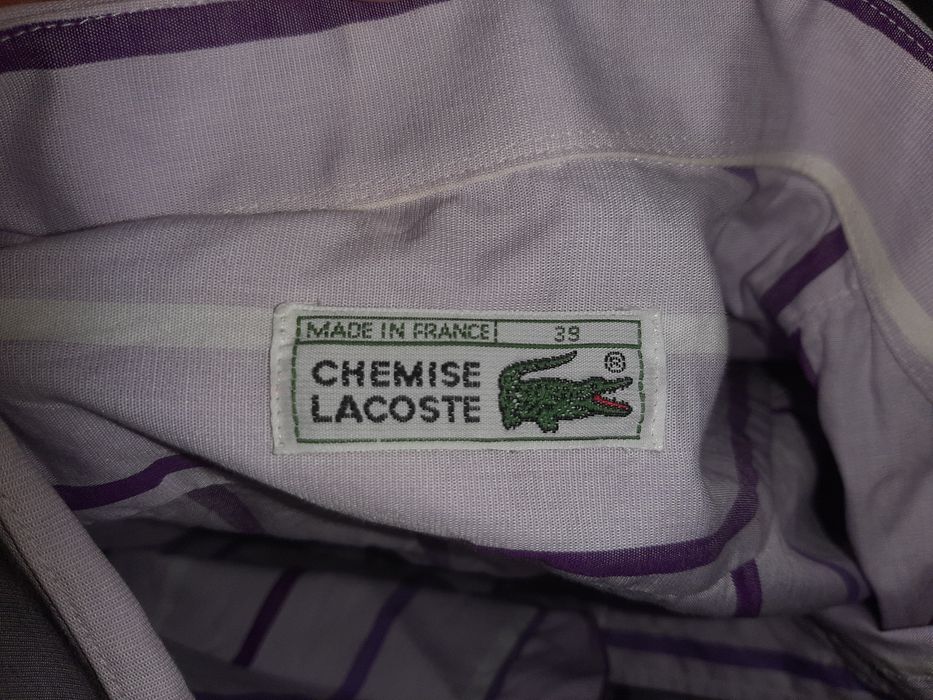 MADE IN FRANCE 39
CHEMISE
LACOSTE ®